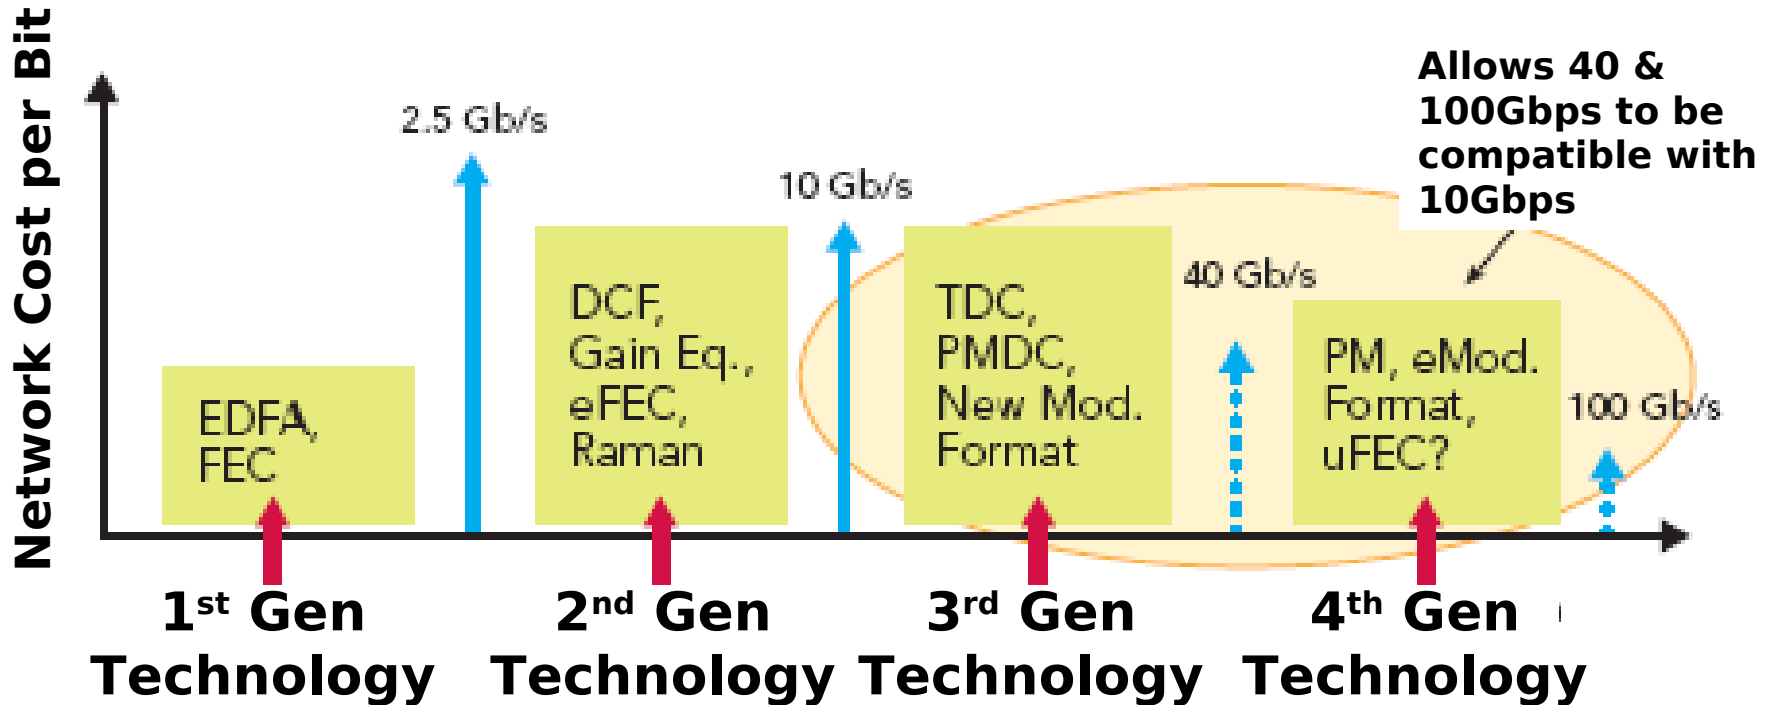 Network Cost per Bit
2.5 Gb/s
10 Gb/s
40 Gb/s
100 Gb/s
Allows 40 &
100Gbps to be
compatible with
10Gbps
EDFA,
FEC
DCF,
Gain Eq.,
eFEC,
Raman
TDC,
PMDC,
New Mod.
Format
PM, eMod.
Format,
uFEC?
1st Gen
Technology
2nd Gen
Technology
3rd Gen
Technology
4th Gen
Technology